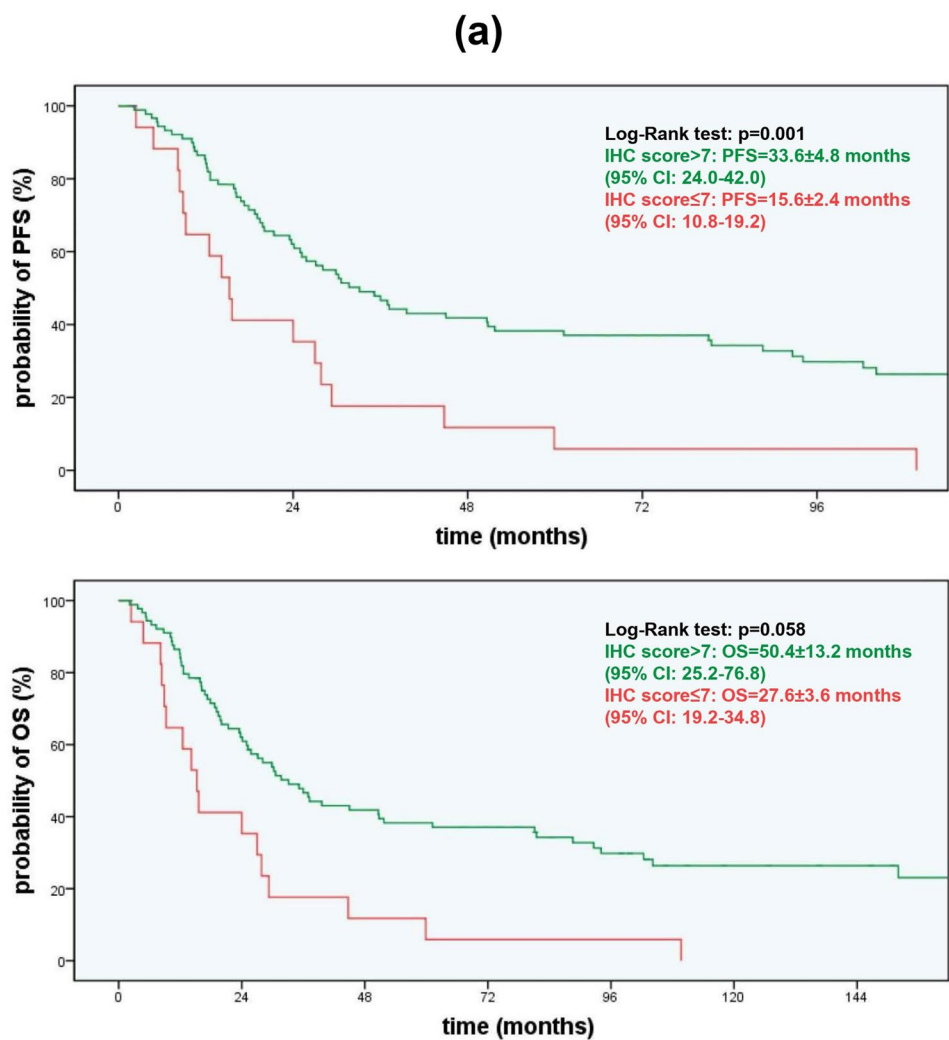 (a)
probability of PFS (%)
100
80
60
40
20
0
Log-Rank test: p=0.001
IHC score>7: PFS=33.6±4.8 months
(95% CI: 24.0-42.0)
IHC score≤7: PFS=15.6±2.4 months
(95% CI: 10.8-19.2)
0 24 48 72 96
time (months)
probability of OS (%)
100
80
60
40
20
0
Log-Rank test: p=0.058
IHC score>7: OS=50.4±13.2 months
(95% CI: 25.2-76.8)
IHC score≤7: OS=27.6±3.6 months
(95% CI: 19.2-34.8)
0 24 48 72 96 120 144
time (months)